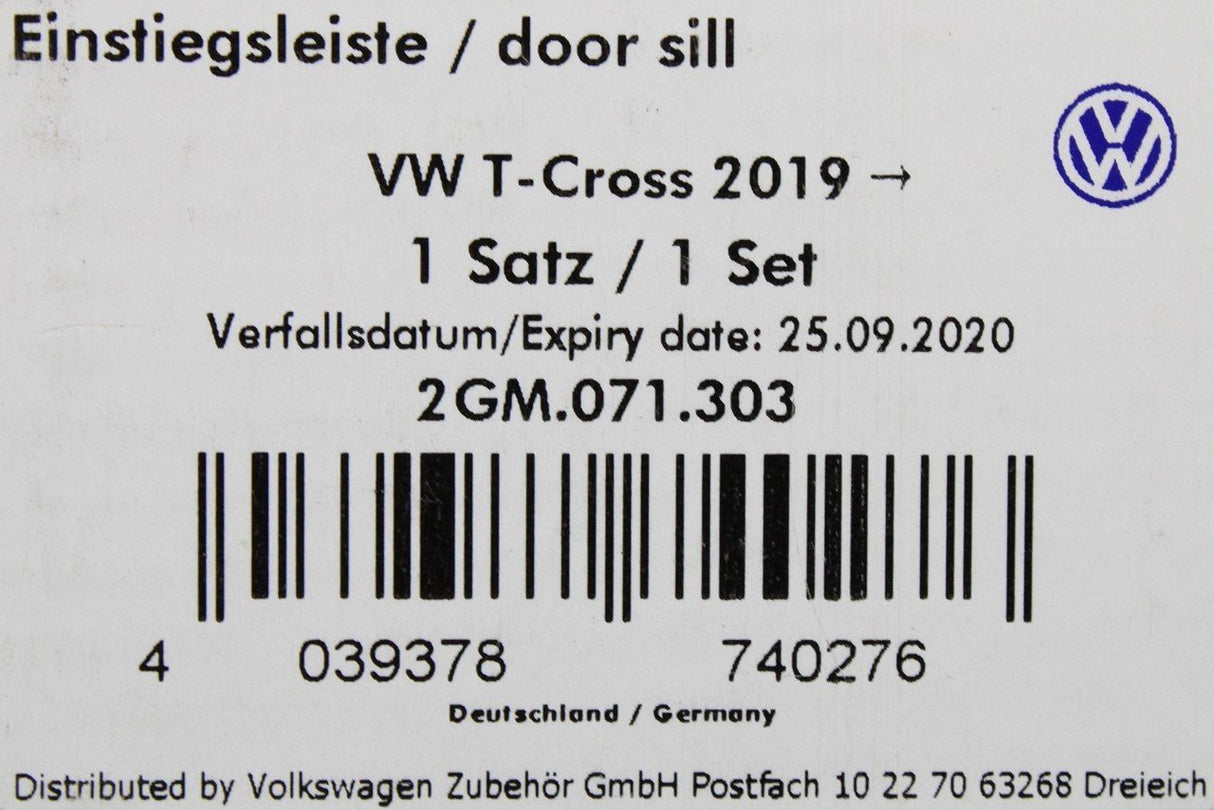 Einstiegsleiste / door sill
VW T-Cross 2019 →
1 Satz / 1 Set
Verfallsdatum/Expiry date: 25.09.2020
2GM.071.303
4 039378 740276
Deutschland / Germany
Distributed by Volkswagen Zubehör GmbH Postfach 10 22 70 63268 Dreieich